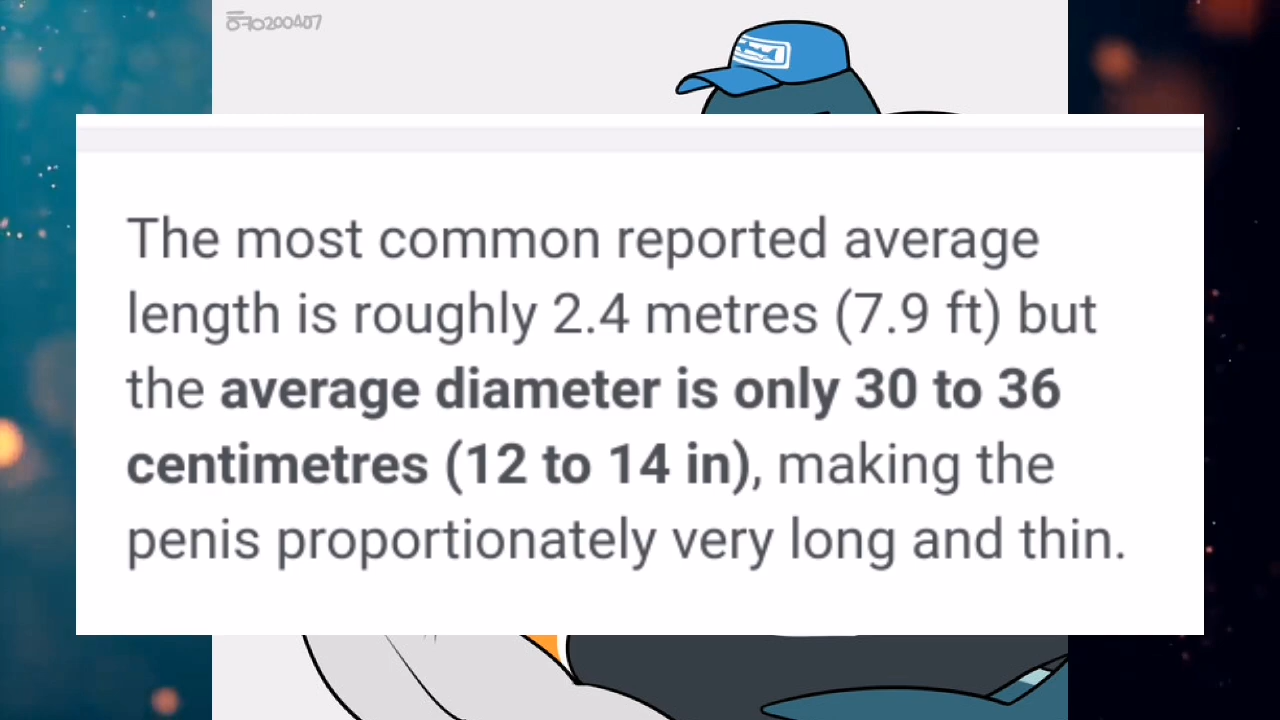 The most common reported average
length is roughly 2.4 metres (7.9 ft) but
the average diameter is only 30 to 36
centimetres (12 to 14 in), making the
penis proportionately very long and thin.